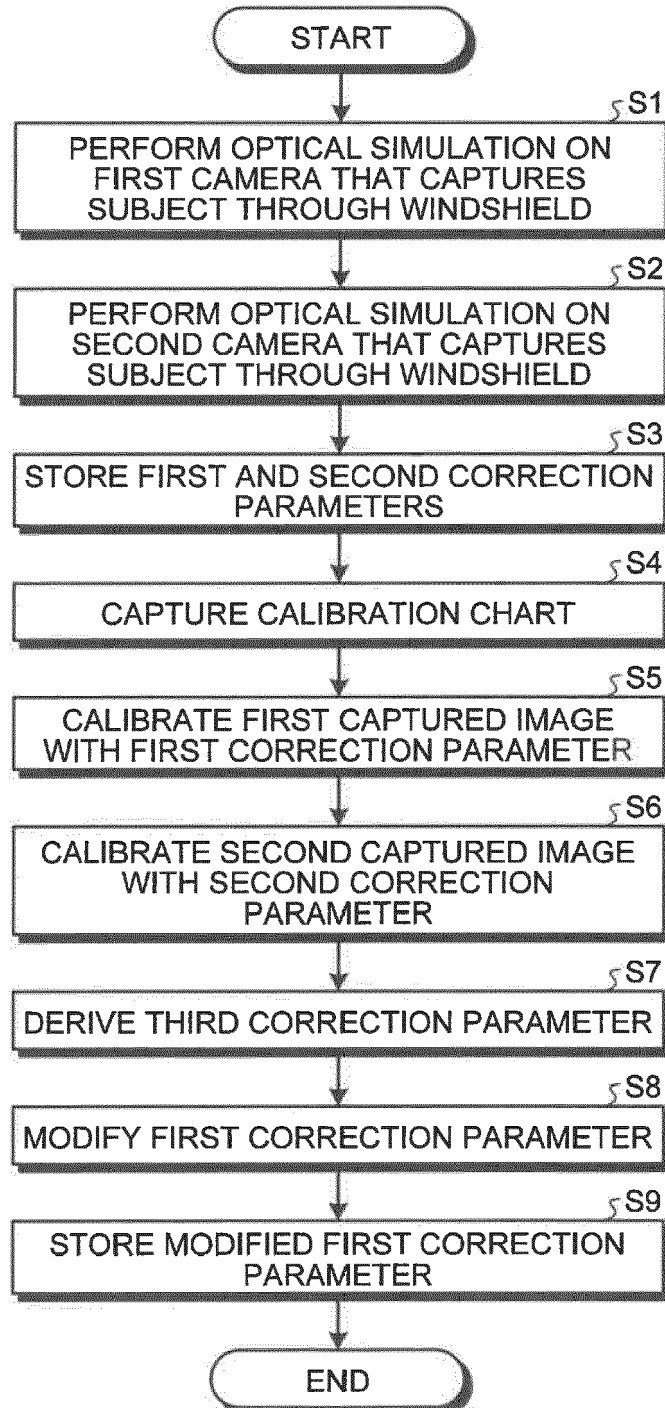 START
S1
PERFORM OPTICAL SIMULATION ON
FIRST CAMERA THAT CAPTURES
SUBJECT THROUGH WINDSHIELD
S2
PERFORM OPTICAL SIMULATION ON
SECOND CAMERA THAT CAPTURES
SUBJECT THROUGH WINDSHIELD
S3
STORE FIRST AND SECOND CORRECTION
PARAMETERS
S4
CAPTURE CALIBRATION CHART
S5
CALIBRATE FIRST CAPTURED IMAGE
WITH FIRST CORRECTION PARAMETER
S6
CALIBRATE SECOND CAPTURED IMAGE
WITH SECOND CORRECTION
PARAMETER
S7
DERIVE THIRD CORRECTION PARAMETER
S8
MODIFY FIRST CORRECTION PARAMETER
S9
STORE MODIFIED FIRST CORRECTION
PARAMETER
END